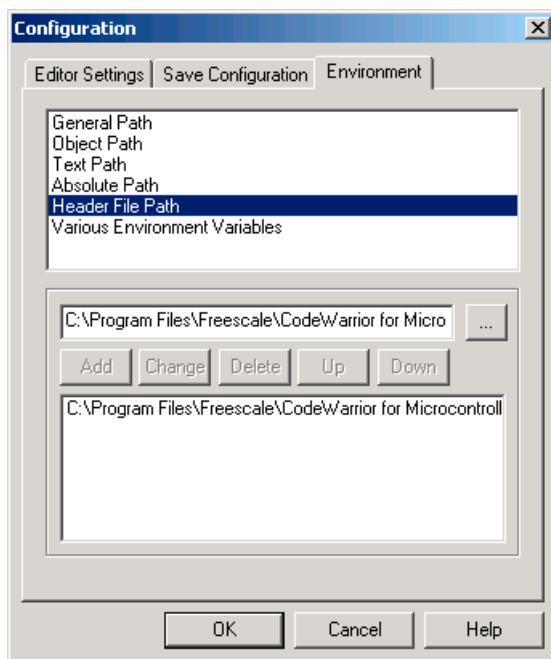 Configuration
Editor Settings Save Configuration Environment
General Path
Object Path
Text Path
Absolute Path
Header File Path
Various Environment Variables
C:\Program Files\Freescale\CodeWarrior for Micro ...
Add Change Delete Up Down
C:\Program Files\Freescale\CodeWarrior for Microcontroll
OK Cancel Help